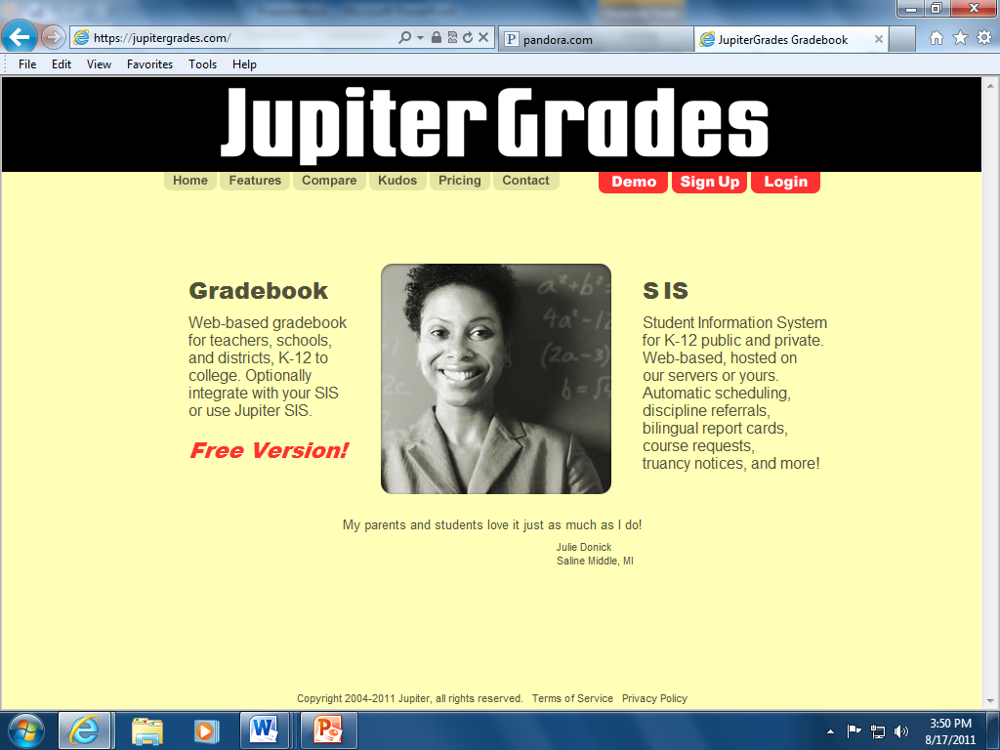 https://jupitergrades.com/
pandora.com
JupiterGrades Gradebook
File Edit View Favorites Tools Help
Jupiter Grades
Home Features Compare Kudos Pricing Contact Demo Sign Up Login
Gradebook
Web-based gradebook
for teachers, schools,
and districts, K-12 to
college. Optionally
integrate with your SIS
or use Jupiter SIS.
Free Version!
SIS
Student Information System
for K-12 public and private.
Web-based, hosted on
our servers or yours.
Automatic scheduling,
discipline referrals,
bilingual report cards,
course requests,
truancy notices, and more!
My parents and students love it just as much as I do!
Julie Donick
Saline Middle, MI
Copyright 2004-2011 Jupiter, all rights reserved. Terms of Service Privacy Policy
3:50 PM
8/17/2011